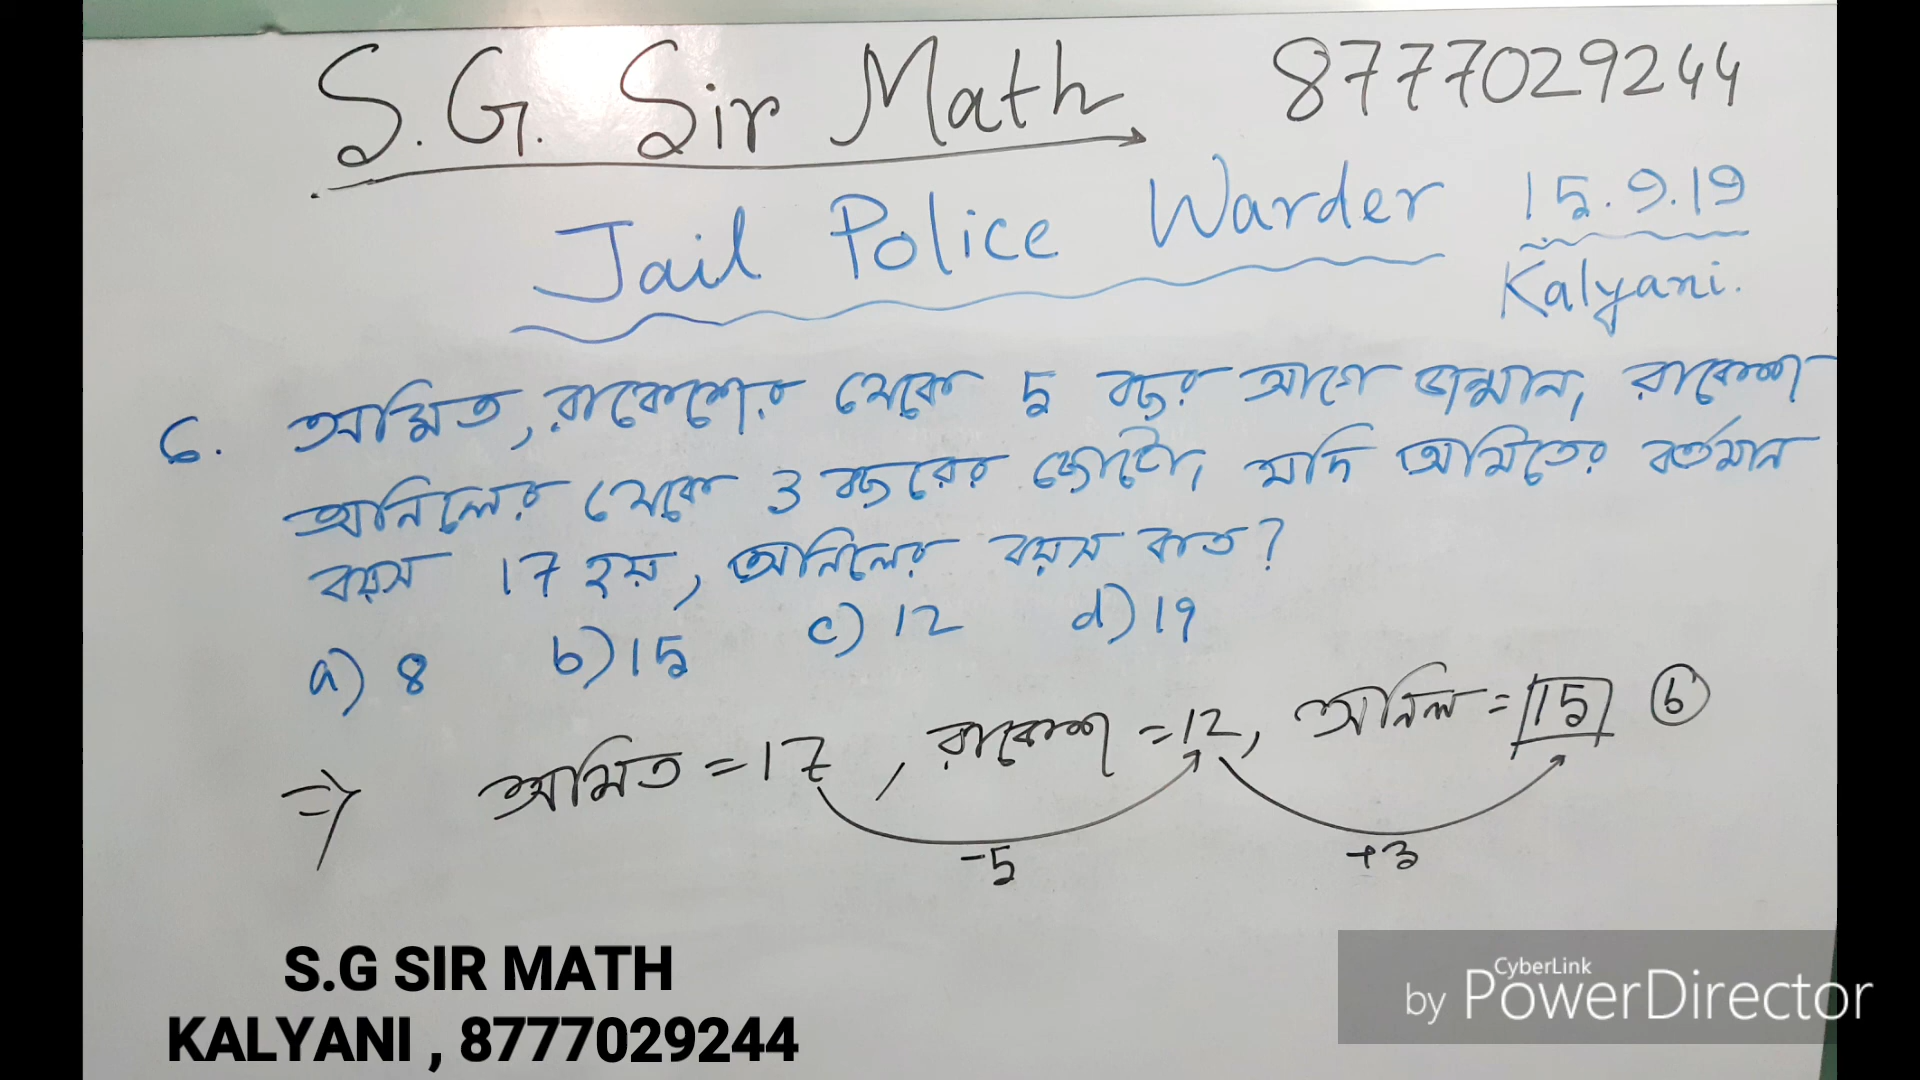 S.G. Sir Math 8777029244
Jail Police Warder 15.9.19
Kalyani.
6. অমিত, রাকেশের থেকে 5 বছর আগে জন্মান, রাকেশ
অনিলের থেকে 3 বছরের ছোটো, যদি অমিতের বর্তমান
বয়স 17 হয়, অনিলের বয়স কত?
a) 8 b) 15 c) 12 d) 19
⇒ অমিত = 17, রাকেশ = 12, অনিল = 15 b
-5 +3
S.G SIR MATH
KALYANI , 8777029244
CyberLink
by PowerDirector